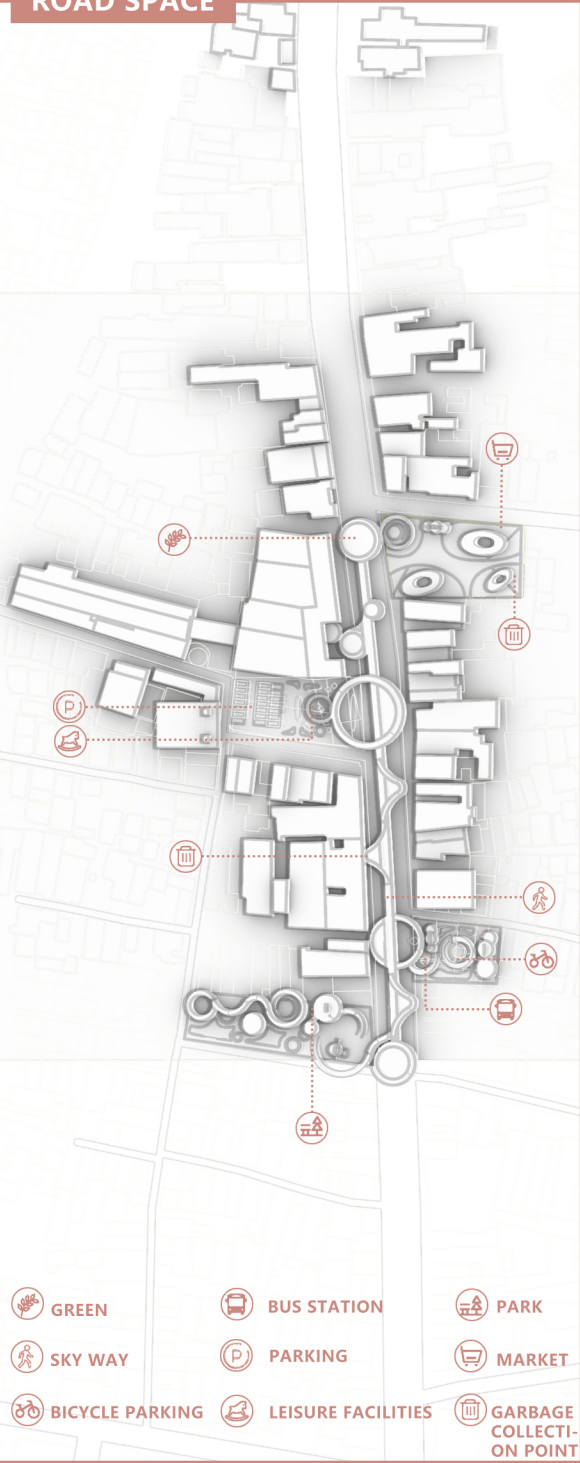 ROAD SPACE
P
P
GREEN
BUS STATION
PARK
SKY WAY
PARKING
MARKET
BICYCLE PARKING
LEISURE FACILITIES
GARBAGE
COLLECTI-
ON POINT